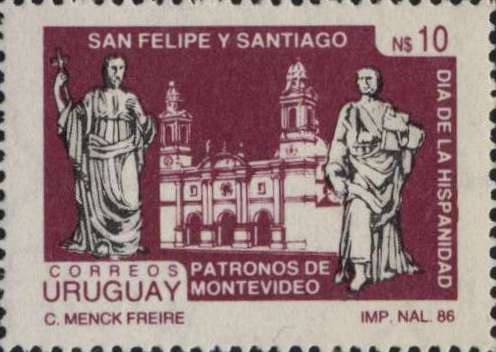 SAN FELIPE Y SANTIAGO
N$ 10
DIA DE LA HISPANIDAD
CORREOS
URUGUAY
PATRONOS DE
MONTEVIDEO
C. MENCK FREIRE
IMP. NAL. 86